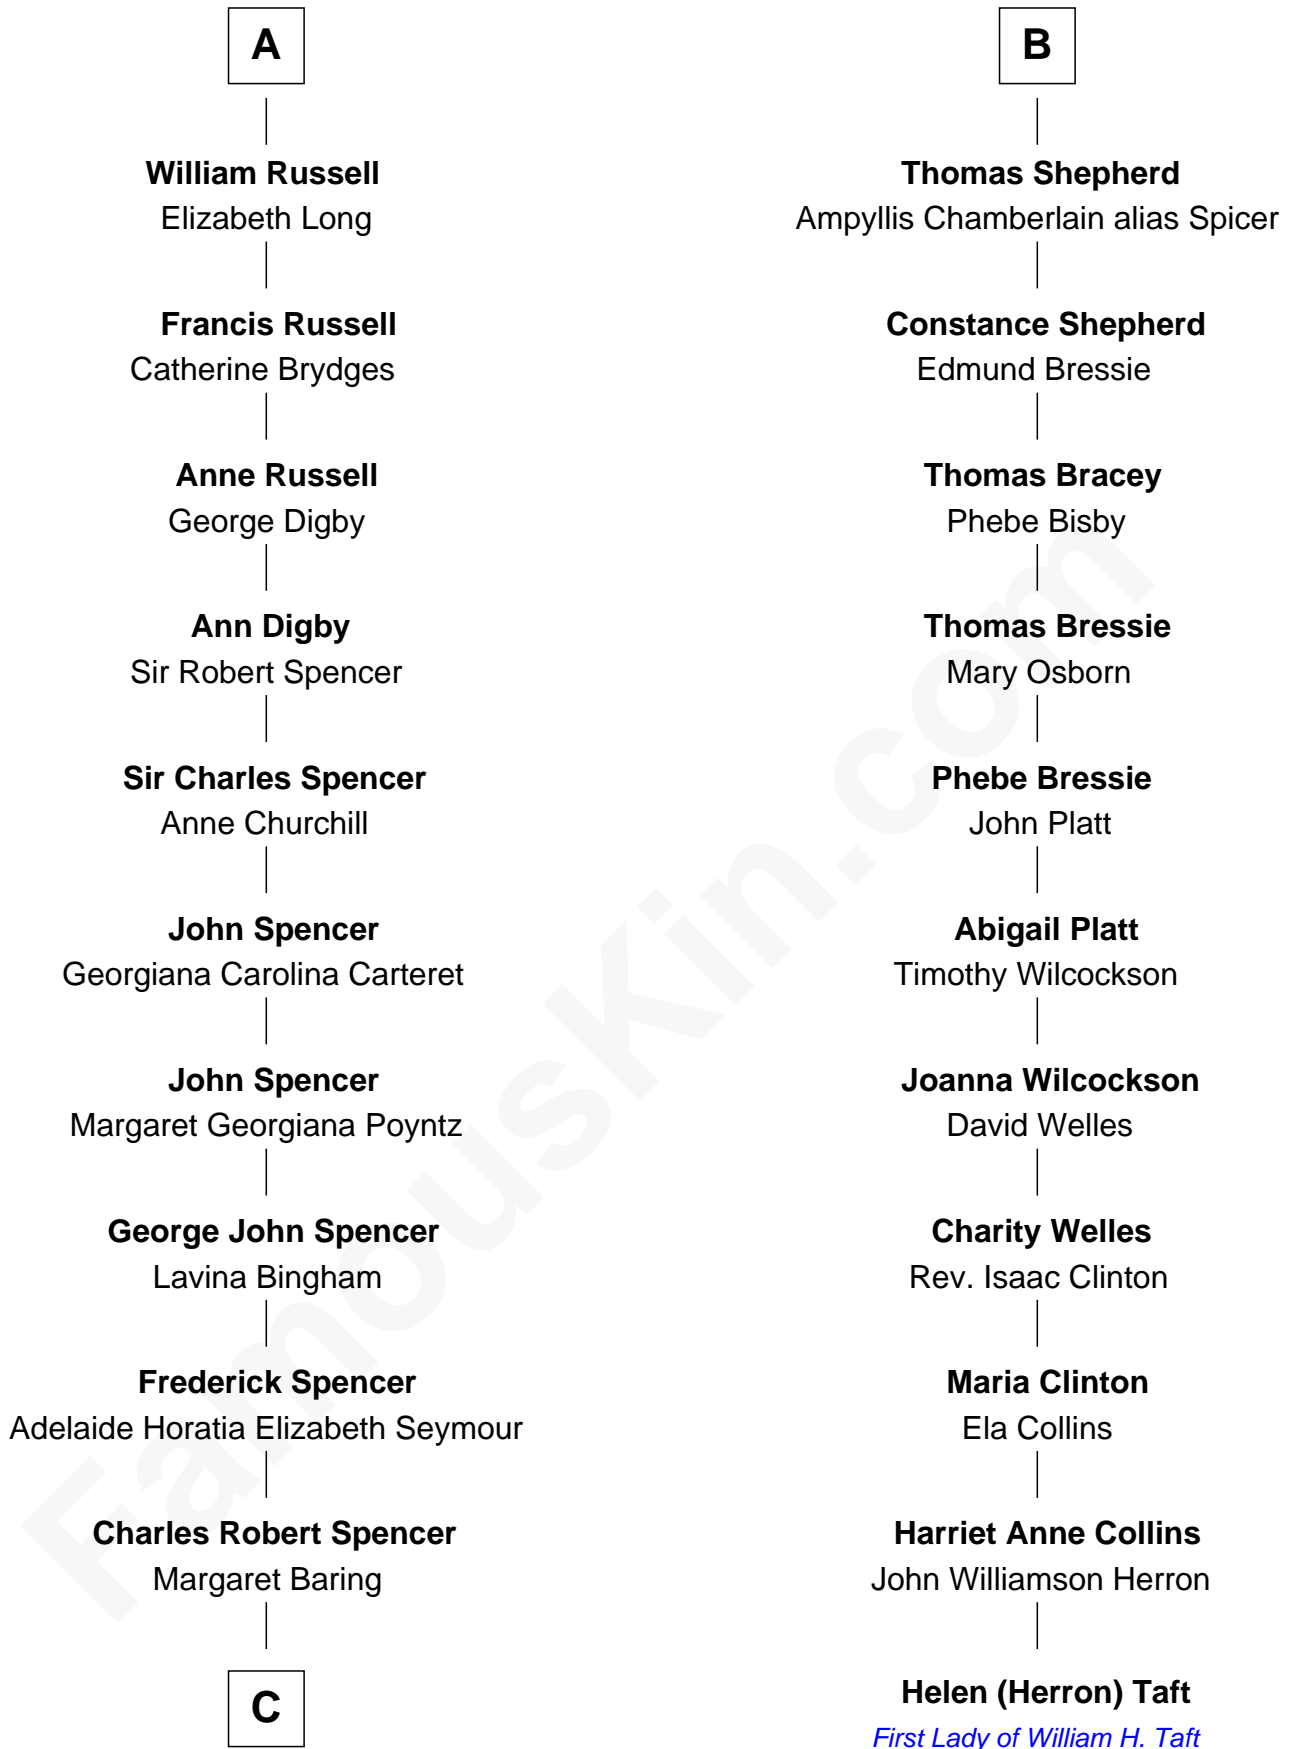 A
William Russell
Elizabeth Long
Francis Russell
Catherine Brydges
Anne Russell
George Digby
Ann Digby
Sir Robert Spencer
Sir Charles Spencer
Anne Churchill
John Spencer
Georgiana Carolina Carteret
John Spencer
Margaret Georgiana Poyntz
George John Spencer
Lavina Bingham
Frederick Spencer
Adelaide Horatia Elizabeth Seymour
Charles Robert Spencer
Margaret Baring
C
B
Thomas Shepherd
Ampyllis Chamberlain alias Spicer
Constance Shepherd
Edmund Bressie
Thomas Bracey
Phebe Bisby
Thomas Bressie
Mary Osborn
Phebe Bressie
John Platt
Abigail Platt
Timothy Wilcockson
Joanna Wilcockson
David Welles
Charity Welles
Rev. Isaac Clinton
Maria Clinton
Ela Collins
Harriet Anne Collins
John Williamson Herron
Helen (Herron) Taft
First Lady of William H. Taft
FamousKin.com